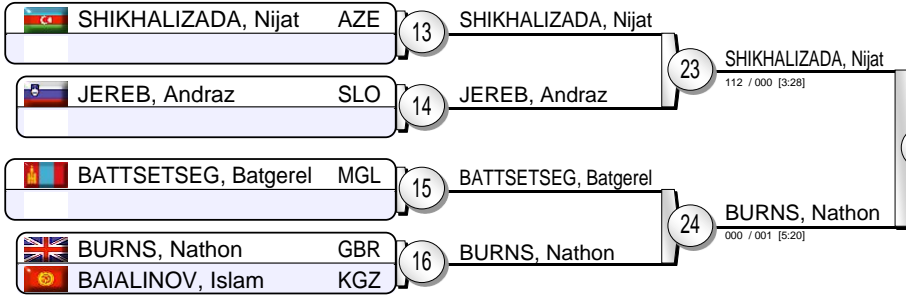 SHIKHALIZADA, Nijat AZE
13
SHIKHALIZADA, Nijat
23
SHIKHALIZADA, Nijat
112 / 000 [3:28]
JEREB, Andraz SLO
14
JEREB, Andraz
BATTSETSEG, Batgerel MGL
15
BATTSETSEG, Batgerel
24
BURNS, Nathon
000 / 001 [5:20]
BURNS, Nathon GBR
16
BURNS, Nathon
BAIALINOV, Islam KGZ